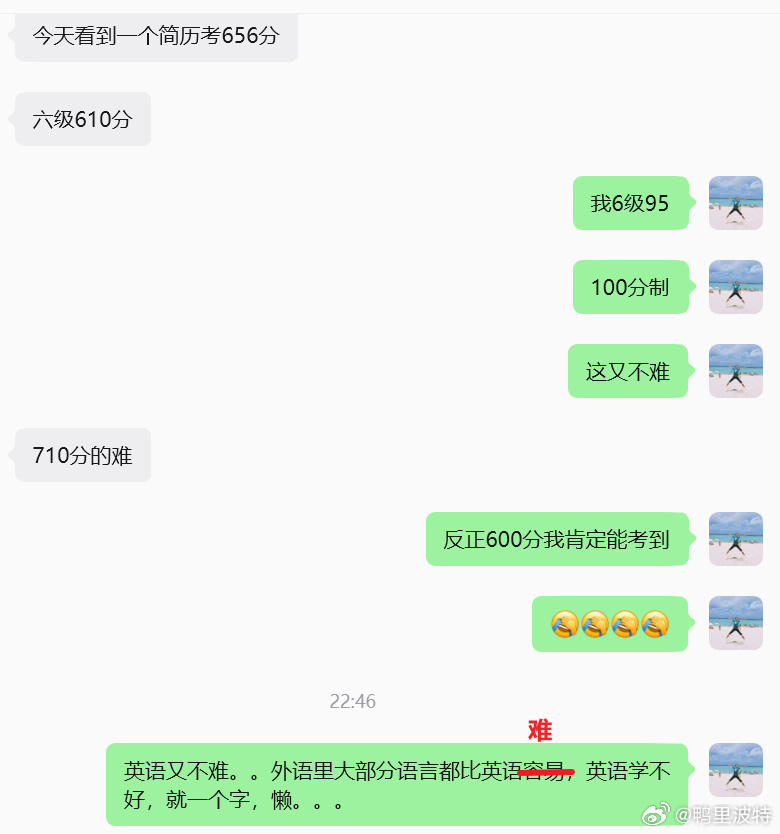 今天看到一个简历考656分
六级610分
我6级95
100分制
这又不难
710分的难
反正600分我肯定能考到
22:46
难
英语又不难。。外语里大部分语言都比英语容易，英语学不
好，就一个字，懒。。。
@鸭里波特